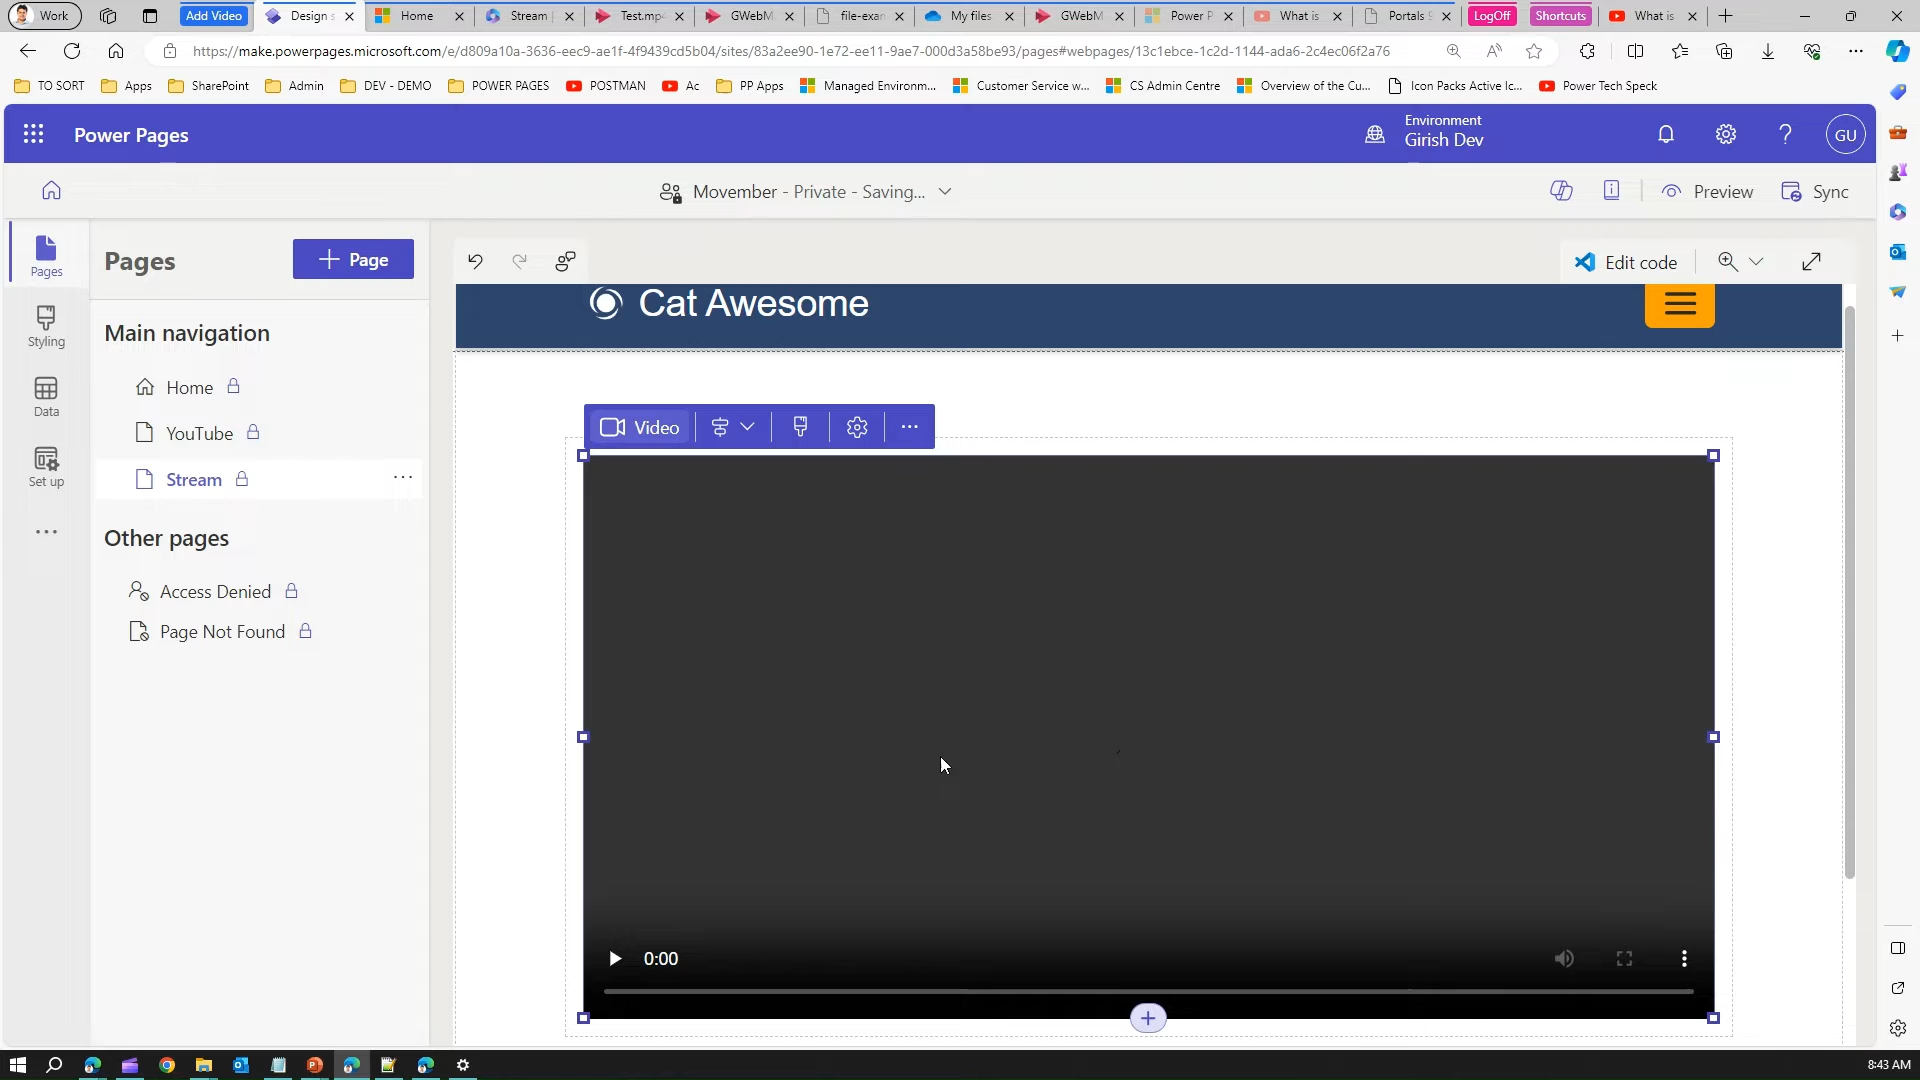 Work
Add Video
Design s
Home
Stream
Test.mp4
GWebM
file-exan
My files
GWebM
Power P
What is
Portals S
LogOff
Shortcuts
What is
https://make.powerpages.microsoft.com/e/d809a10a-3636-eec9-ae1f-4f9439cd5b04/sites/83a2ee90-1e72-ee11-9ae7-000d3a58be93/pages#webpages/13c1ebce-1c2d-1144-ada6-2c4ec06f2a76
TO SORT
Apps
SharePoint
Admin
DEV - DEMO
POWER PAGES
POSTMAN
Ac
PP Apps
Managed Environm...
Customer Service w...
CS Admin Centre
Overview of the Cu...
Icon Packs Active Ic...
Power Tech Speck
Power Pages
Environment
Girish Dev
GU
Movember - Private - Saving...
Preview
Sync
Pages
Styling
Data
Set up
Pages
Page
Main navigation
Home
YouTube
Stream
Other pages
Access Denied
Page Not Found
Edit code
Cat Awesome
Video
0:00
8:43 AM